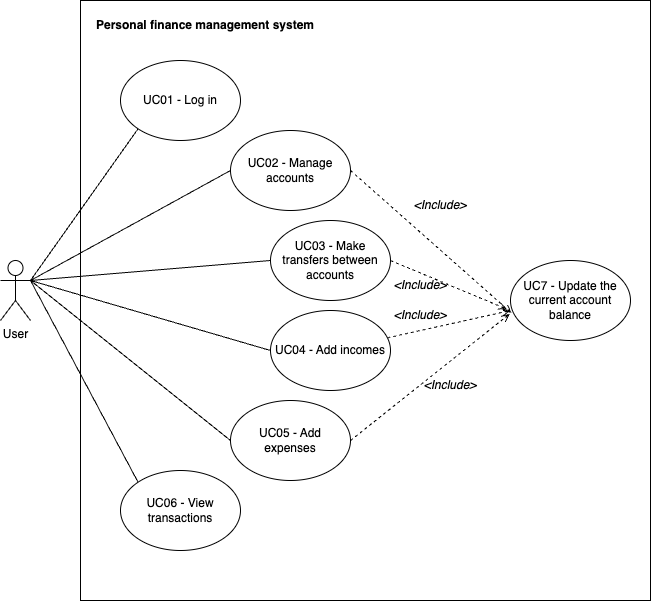 Personal finance management system
UC01 - Log in
UC02 - Manage
accounts
<Include>
UC03 - Make
transfers between
accounts
<Include>
UC7 - Update the
current account
balance
User
<Include>
UC04 - Add incomes
<Include>
UC05 - Add
expenses
UC06 - View
transactions